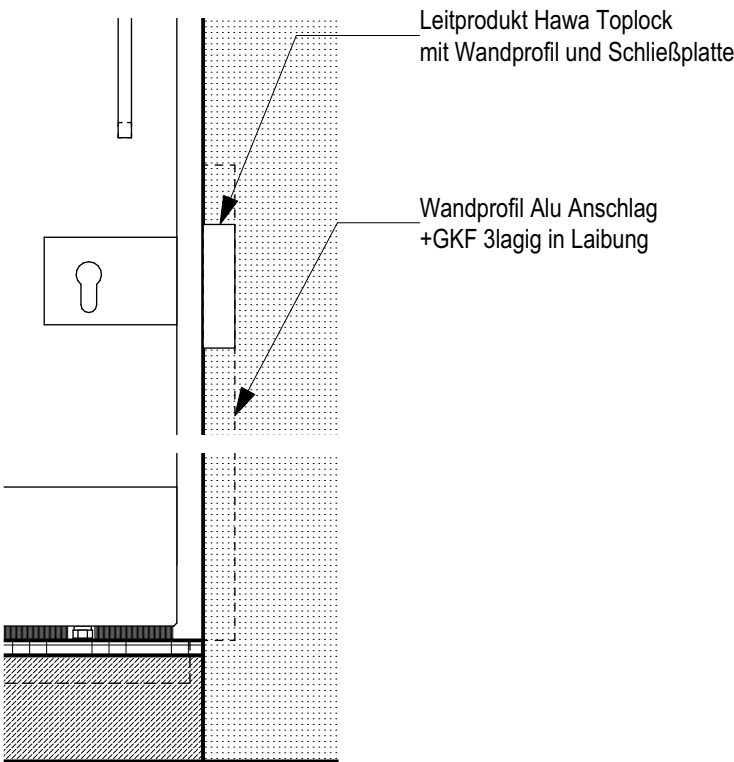 Leitprodukt Hawa Toplock
mit Wandprofil und Schließplatte
Wandprofil Alu Anschlag
+GKF 3lagig in Laibung